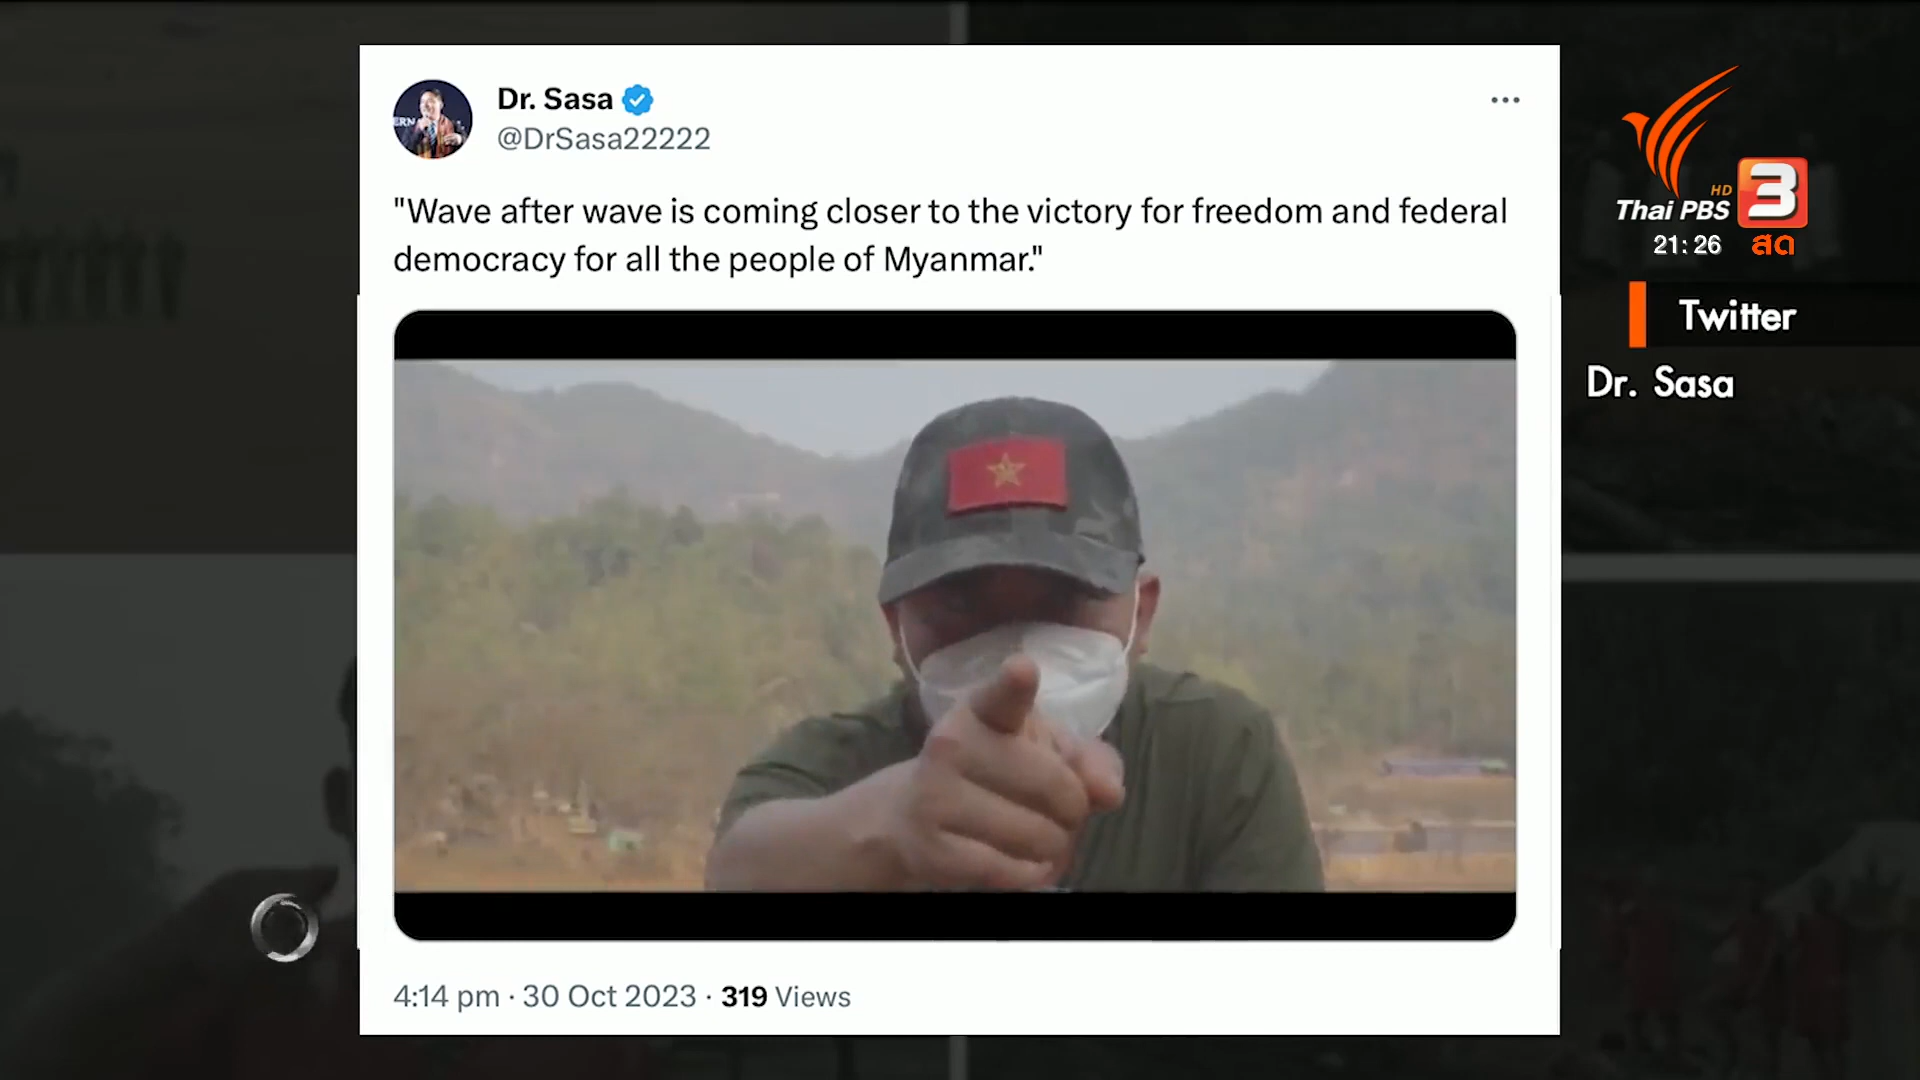 Dr. Sasa
@DrSasa22222
"Wave after wave is coming closer to the victory for freedom and federal
democracy for all the people of Myanmar."
4:14 pm · 30 Oct 2023 · 319 Views
HD
Thai PBS 3
21:26 สด
Twitter
Dr. Sasa
ERN